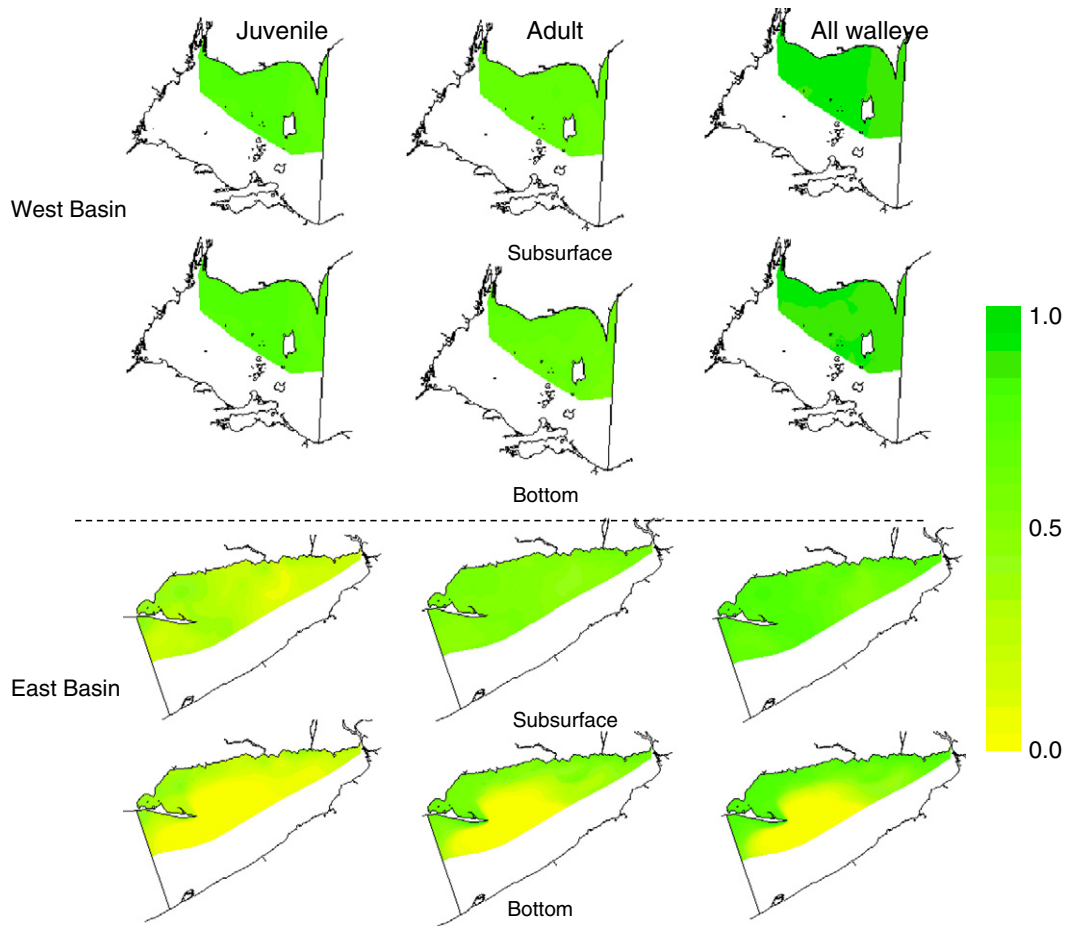 Juvenile
Adult
All walleye
West Basin
Subsurface
Bottom
1.0
0.5
0.0
East Basin
Subsurface
Bottom